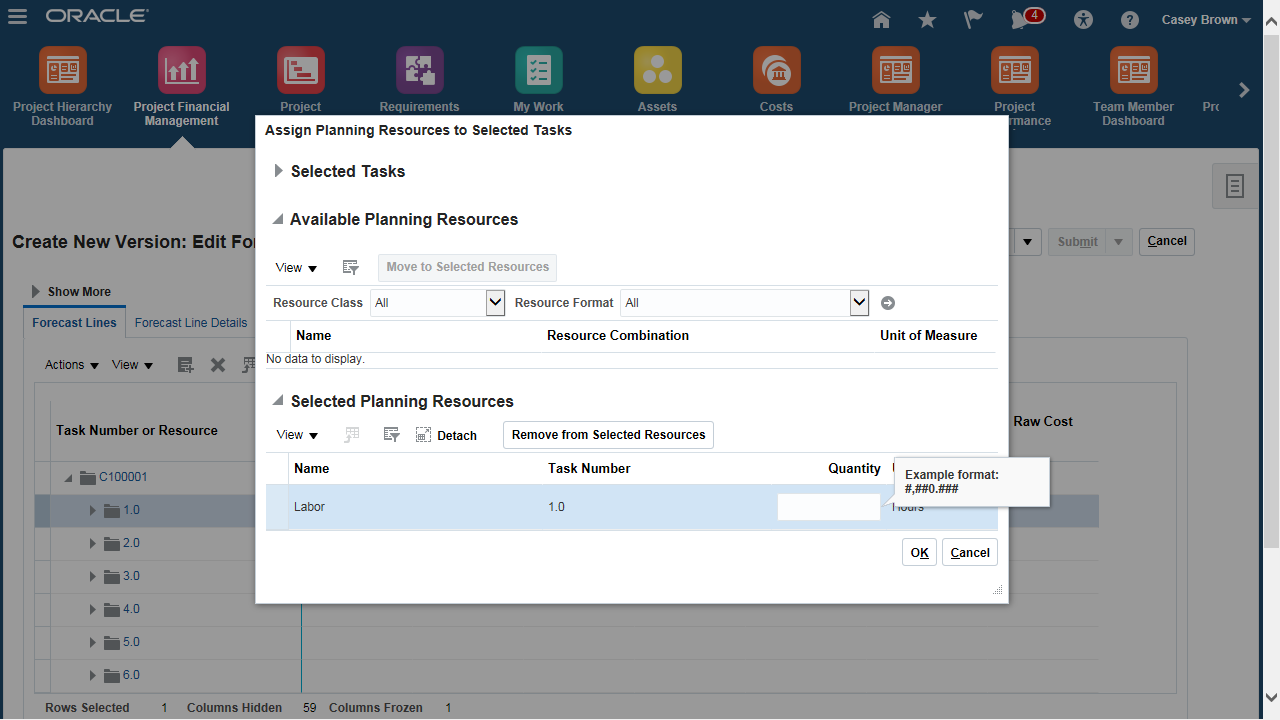 ORACLE
4
Casey Brown
Project Hierarchy Dashboard
Project Financial Management
Project
Requirements
My Work
Assets
Costs
Project Manager
Project
rmance
Team Member Dashboard
Assign Planning Resources to Selected Tasks
Selected Tasks
Available Planning Resources
Create New Version: Edit
Submit
Cancel
View
Move to Selected Resources
Show More
Resource Class All Resource Format All
Forecast Lines Forecast Line Details
Name Resource Combination Unit of Measure
No data to display.
Actions View
Selected Planning Resources
Task Number or Resource
Raw Cost
View Detach Remove from Selected Resources
Name Task Number Quantity
Example format:
#,##0.###
Labor 1.0 Hours
C100001
1.0
2.0
3.0
4.0
5.0
6.0
OK Cancel
Rows Selected 1 Columns Hidden 59 Columns Frozen 1